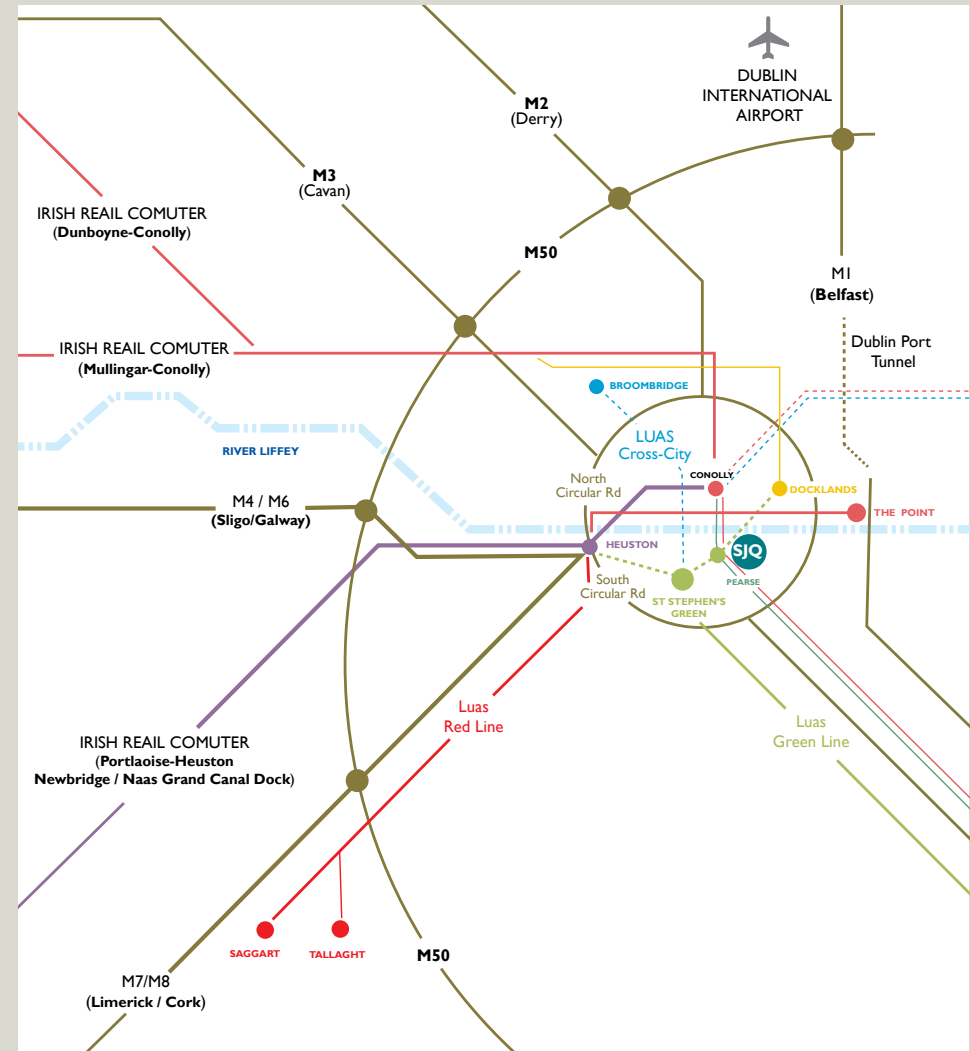 DUBLIN
INTERNATIONAL
AIRPORT
M2
(Derry)
M3
(Cavan)
IRISH REAIL COMUTER
(Dunboyne-Conolly)
M50
M1
(Belfast)
IRISH REAIL COMUTER
(Mullingar-Conolly)
Dublin Port
Tunnel
BROOMBRIDGE
RIVER LIFFEY
LUAS
Cross-City
North
Circular Rd
CONOLLY
DOCKLANDS
M4 / M6
(Sligo/Galway)
THE POINT
HEUSTON
SJQ
South
Circular Rd
PEARSE
ST STEPHEN'S
GREEN
Luas
Red Line
Luas
Green Line
IRISH REAIL COMUTER
(Portlaoise-Heuston
Newbridge / Naas Grand Canal Dock)
SAGGART
TALLAGHT
M50
M7/M8
(Limerick / Cork)